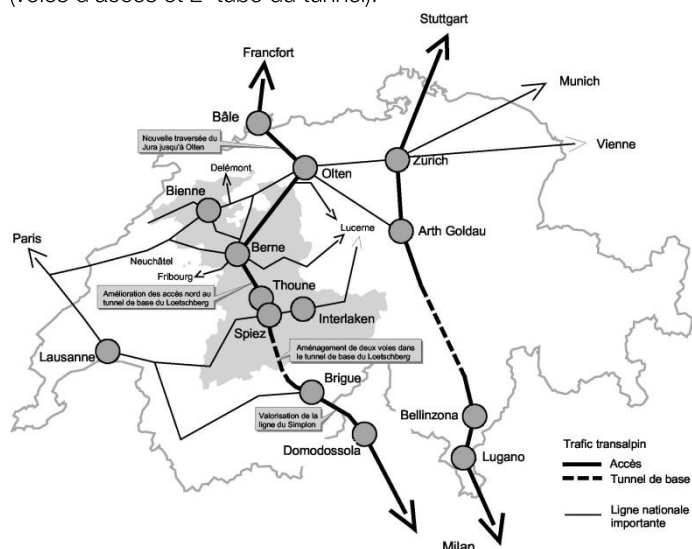 (voies d'accès et 2e tube du tunnel).
Stuttgart
Francfort
Munich
Bâle
Nouvelle traversée du
Jura jusqu'à Olten
Vienne
Delémont
Olten
Zurich
Bienne
Lucerne
Arth Goldau
Paris
Berne
Neuchâtel
Fribourg
Amélioration des accès nord au
tunnel de base du Loetschberg
Thoune
Interlaken
Spiez
Lausanne
Aménagement de deux voies dans
le tunnel de base du Loetschberg
Brigue
Valorisation de la
ligne du Simplon
Bellinzona
Domodossola
Lugano
Trafic transalpin
Accès
Tunnel de base
Ligne nationale
importante
Milan